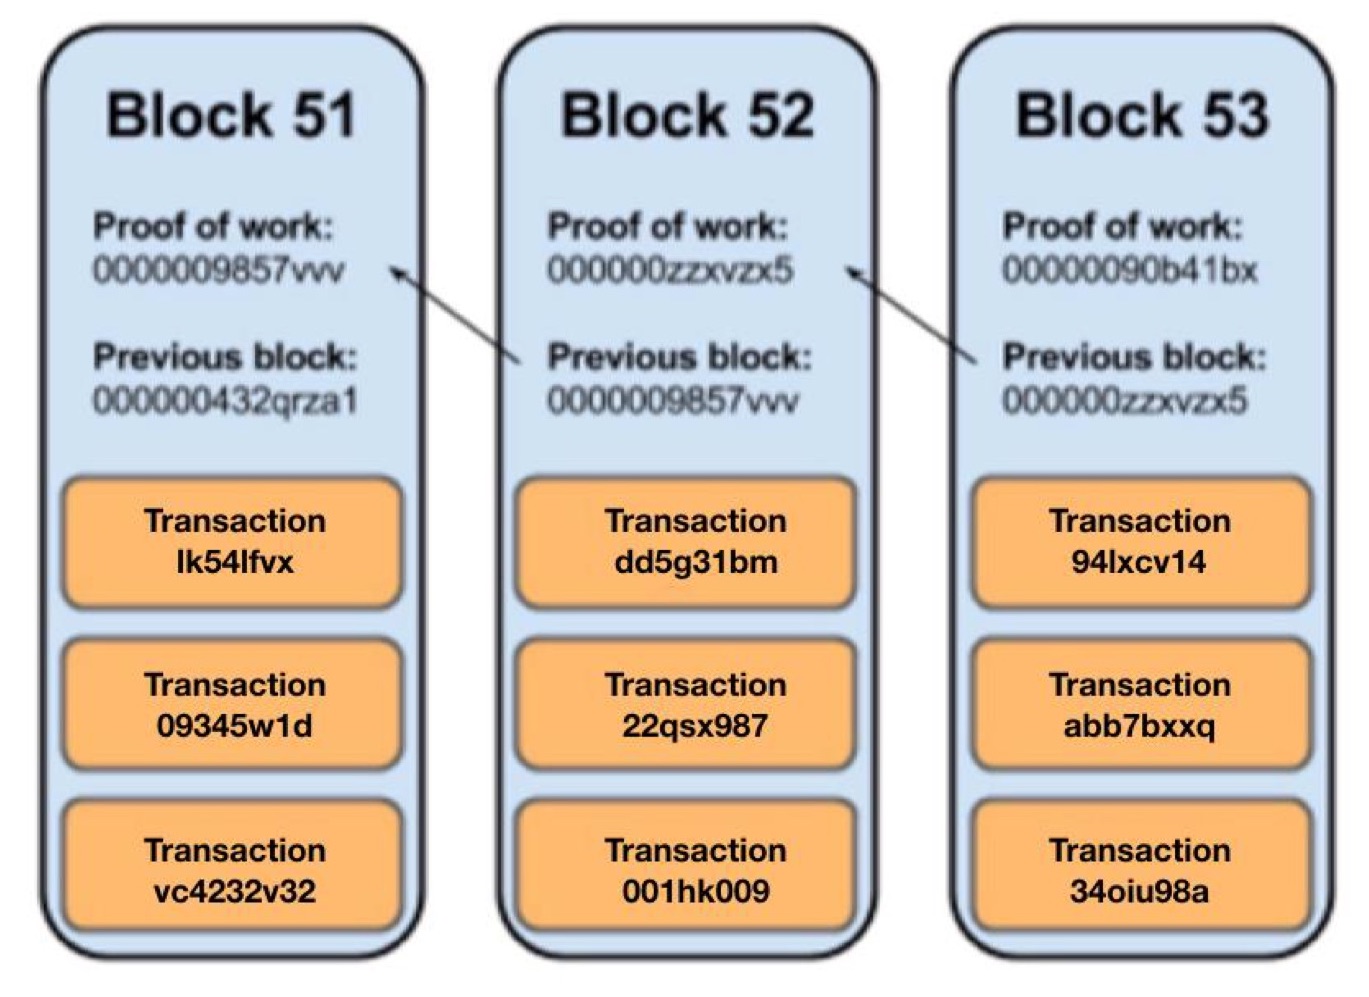 Block 51
Proof of work:
0000009857vvv
Previous block:
000000432qrza1
Transaction
lk54lfvx
Transaction
09345w1d
Transaction
vc4232v32
Block 52
Proof of work:
000000zzxvzx5
Previous block:
0000009857vvv
Transaction
dd5g31bm
Transaction
22qsx987
Transaction
001hk009
Block 53
Proof of work:
00000090b41bx
Previous block:
000000zzxvzx5
Transaction
94lxcv14
Transaction
abb7bxxq
Transaction
34oiu98a